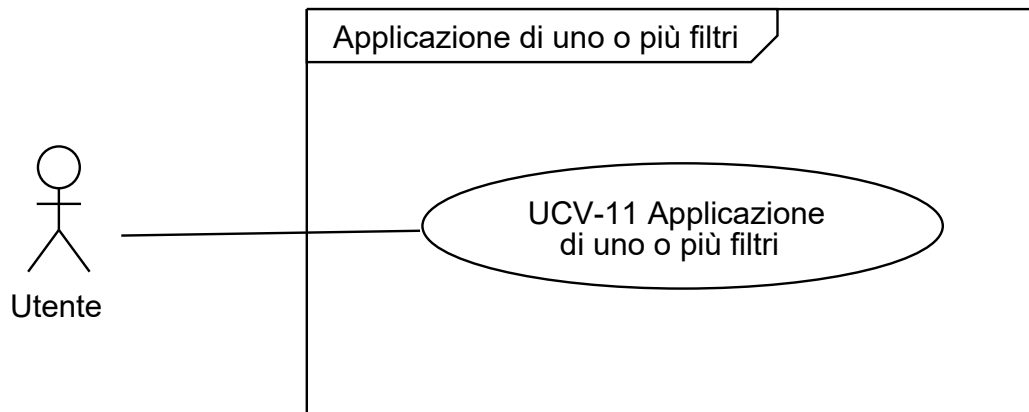 Applicazione di uno o più filtri
UCV-11 Applicazione
di uno o più filtri
Utente